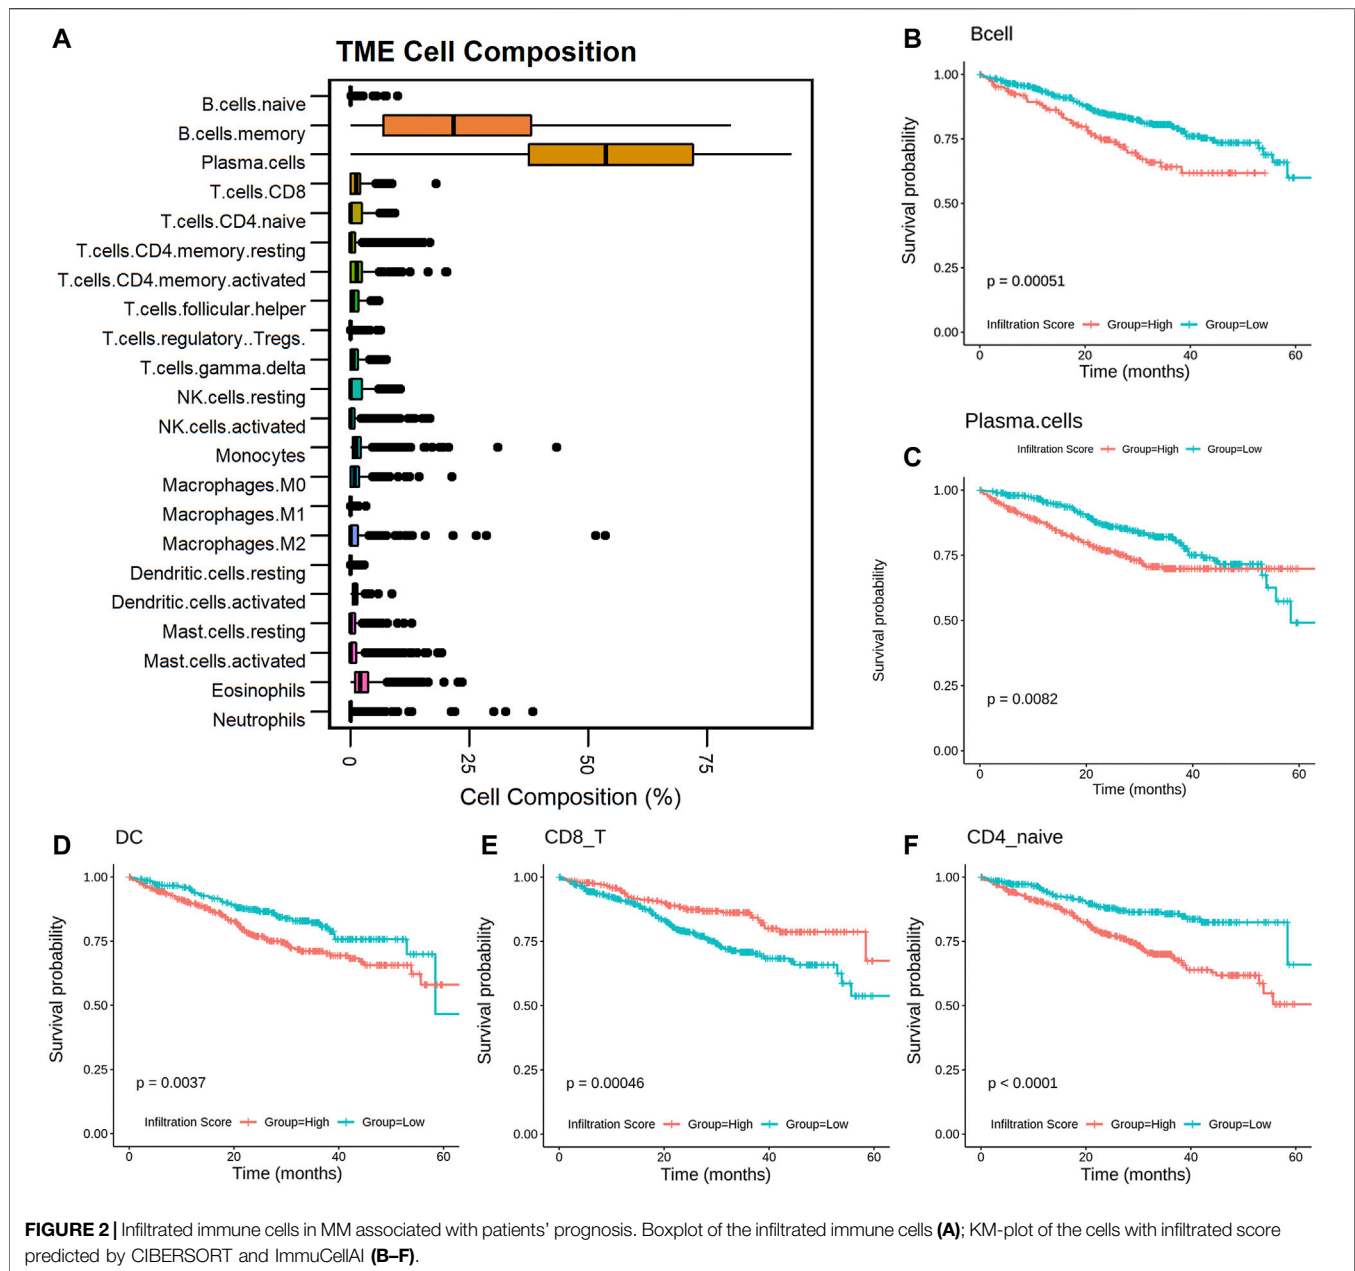 A
TME Cell Composition
B.cells.naive
B.cells.memory
Plasma.cells
T.cells.CD8
T.cells.CD4.naive
T.cells.CD4.memory.resting
T.cells.CD4.memory.activated
T.cells.follicular.helper
T.cells.regulatory..Tregs.
T.cells.gamma.delta
NK.cells.resting
NK.cells.activated
Monocytes
Macrophages.M0
Macrophages.M1
Macrophages.M2
Dendritic.cells.resting
Dendritic.cells.activated
Mast.cells.resting
Mast.cells.activated
Eosinophils
Neutrophils
0 25 50 75
Cell Composition (%)
B Bcell
Survival probability
1.00
0.75
0.50
0.25
0.00
p = 0.00051
Infiltration Score Group=High Group=Low
0 20 40 60
Time (months)
Plasma.cells
C
Infiltration Score Group=High Group=Low
Survival probability
1.00
0.75
0.50
0.25
0.00
p = 0.0082
0 20 40 60
Time (months)
D DC
Survival probability
1.00
0.75
0.50
0.25
0.00
p = 0.0037
Infiltration Score Group=High Group=Low
0 20 40 60
Time (months)
E CD8_T
Survival probability
1.00
0.75
0.50
0.25
0.00
p = 0.00046
Infiltration Score Group=High Group=Low
0 20 40 60
Time (months)
F CD4_naive
Survival probability
1.00
0.75
0.50
0.25
0.00
p < 0.0001
Infiltration Score Group=High Group=Low
0 20 40 60
Time (months)
FIGURE 2 | Infiltrated immune cells in MM associated with patients' prognosis. Boxplot of the infiltrated immune cells (A); KM-plot of the cells with infiltrated score
predicted by CIBERSORT and ImmuCellAI (B–F).